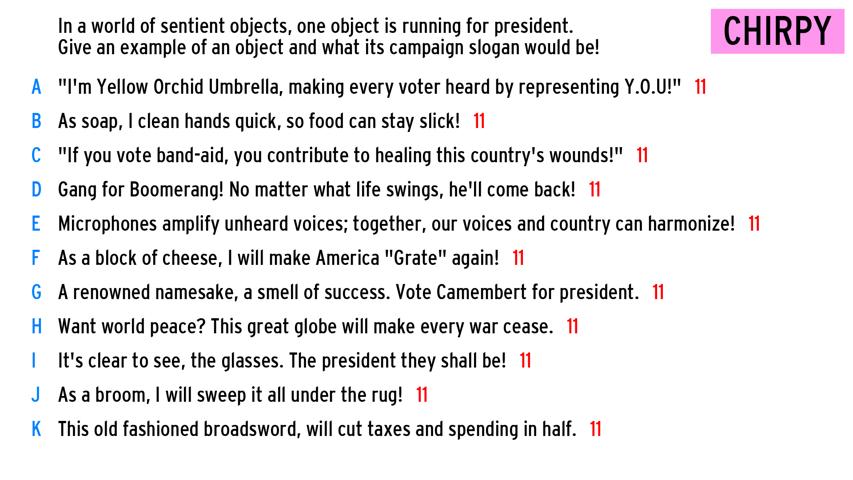 In a world of sentient objects, one object is running for president.
Give an example of an object and what its campaign slogan would be!
CHIRPY
A "I'm Yellow Orchid Umbrella, making every voter heard by representing Y.O.U!" 11
B As soap, I clean hands quick, so food can stay slick! 11
C "If you vote band-aid, you contribute to healing this country's wounds!" 11
D Gang for Boomerang! No matter what life swings, he'll come back! 11
E Microphones amplify unheard voices; together, our voices and country can harmonize! 11
F As a block of cheese, I will make America "Grate" again! 11
G A renowned namesake, a smell of success. Vote Camembert for president. 11
H Want world peace? This great globe will make every war cease. 11
I It's clear to see, the glasses. The president they shall be! 11
J As a broom, I will sweep it all under the rug! 11
K This old fashioned broadsword, will cut taxes and spending in half. 11